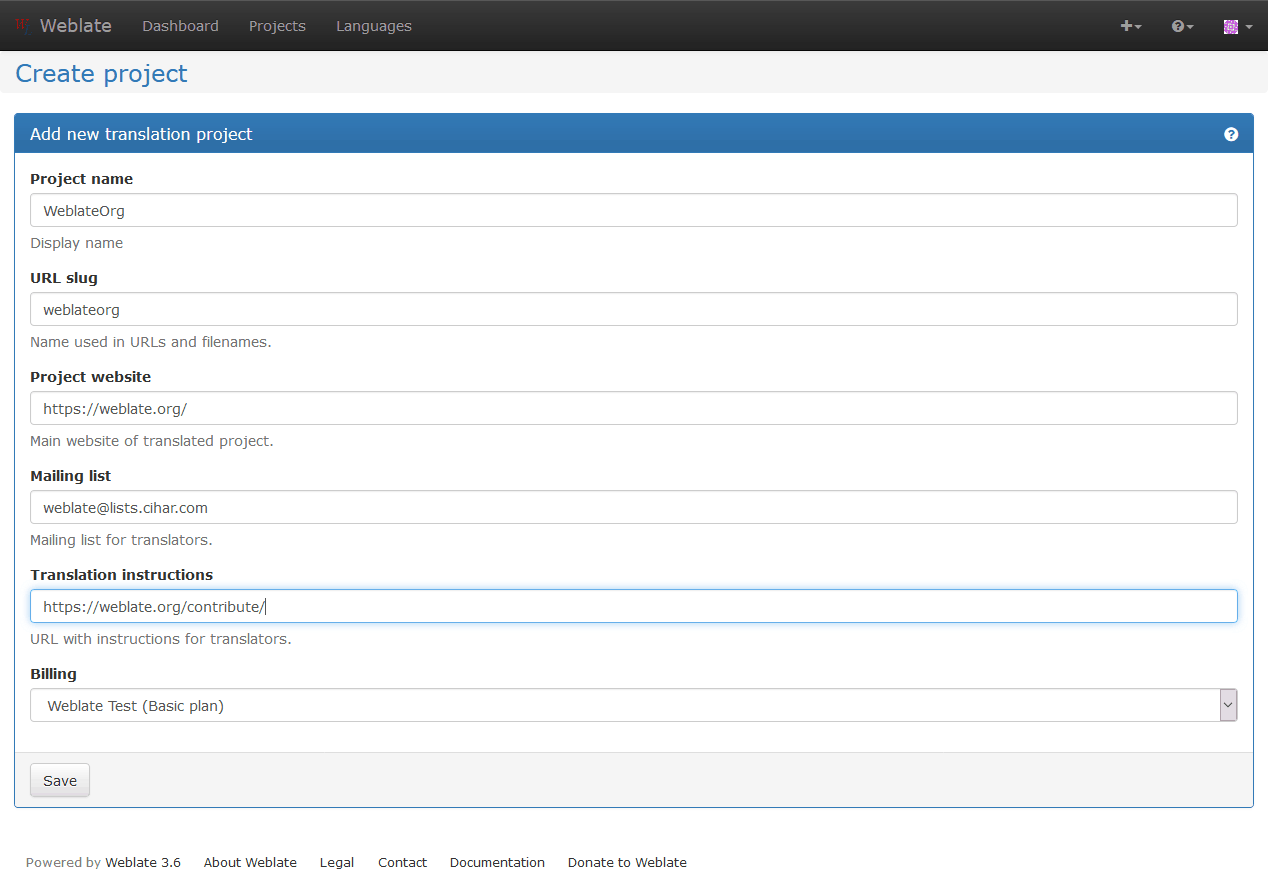 Weblate Dashboard Projects Languages
Create project
Add new translation project
Project name
WeblateOrg
Display name
URL slug
weblateorg
Name used in URLs and filenames.
Project website
https://weblate.org/
Main website of translated project.
Mailing list
weblate@lists.cihar.com
Mailing list for translators.
Translation instructions
https://weblate.org/contribute/
URL with instructions for translators.
Billing
Weblate Test (Basic plan)
Save
Powered by Weblate 3.6 About Weblate Legal Contact Documentation Donate to Weblate